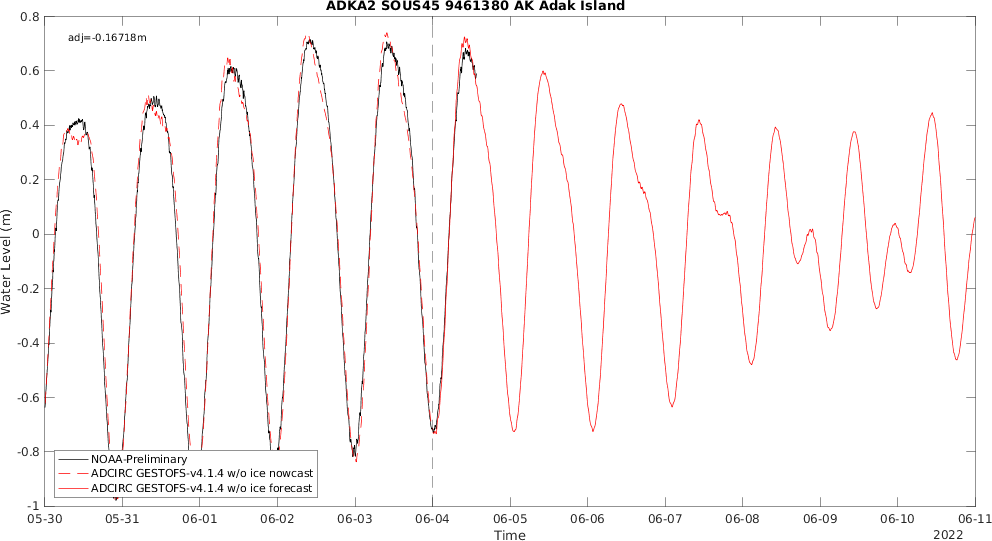 ADKA2 SOUS45 9461380 AK Adak Island
adj=-0.16718m
0.8
0.6
0.4
0.2
0
-0.2
-0.4
-0.6
-0.8
-1
Water Level (m)
NOAA-Preliminary
ADCIRC GESTOFS-v4.1.4 w/o ice nowcast
ADCIRC GESTOFS-v4.1.4 w/o ice forecast
05-30 05-31 06-01 06-02 06-03 06-04 06-05 06-06 06-07 06-08 06-09 06-10 06-11
Time
2022